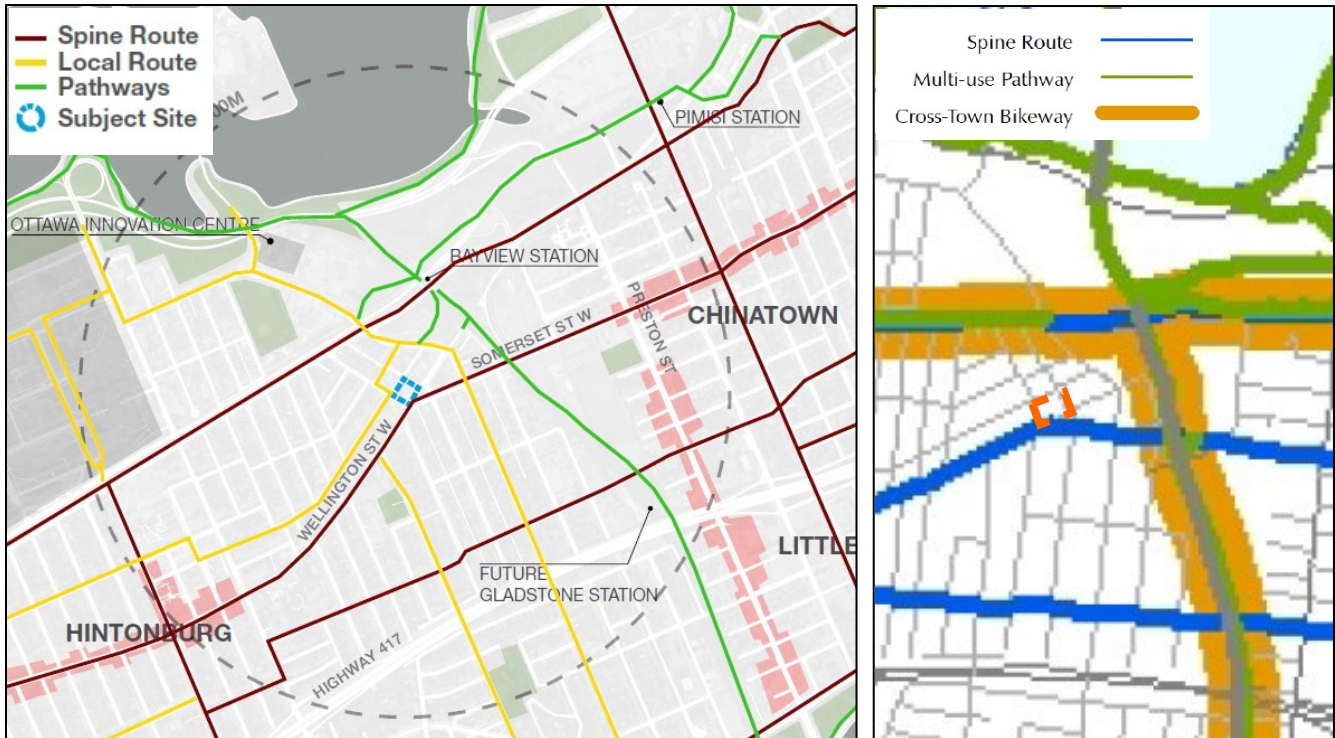 Spine Route
Local Route
Pathways
Subject Site
00M
PIMISI STATION
OTTAWA INNOVATION CENTRE
BAYVIEW STATION
PRESTON ST
CHINATOWN
SOMERSET ST W
WELLINGTON ST W
LITTLE
FUTURE
GLADSTONE STATION
HINTONBURG
HIGHWAY 417
Spine Route
Multi-use Pathway
Cross-Town Bikeway